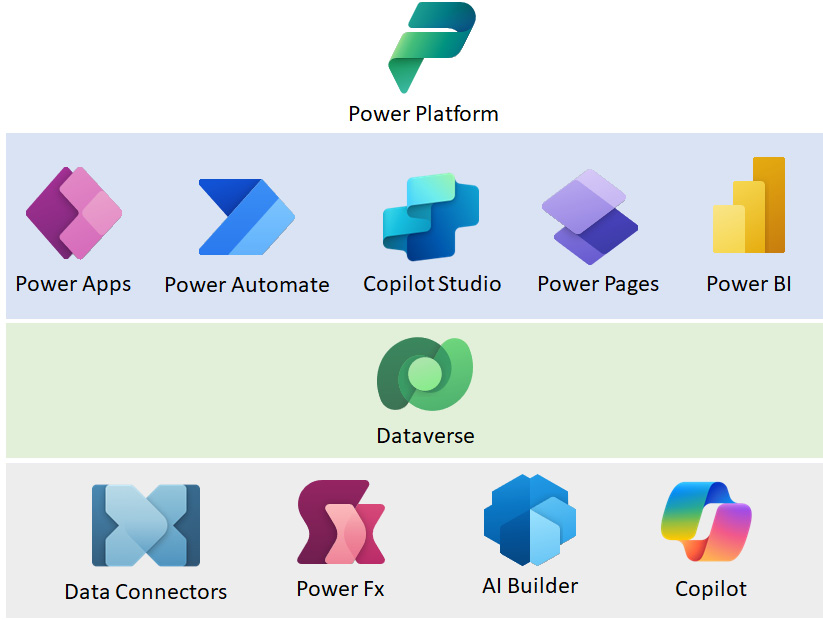 Power Platform
Power Apps
Power Automate
Copilot Studio
Power Pages
Power BI
Dataverse
Data Connectors
Power Fx
AI Builder
Copilot